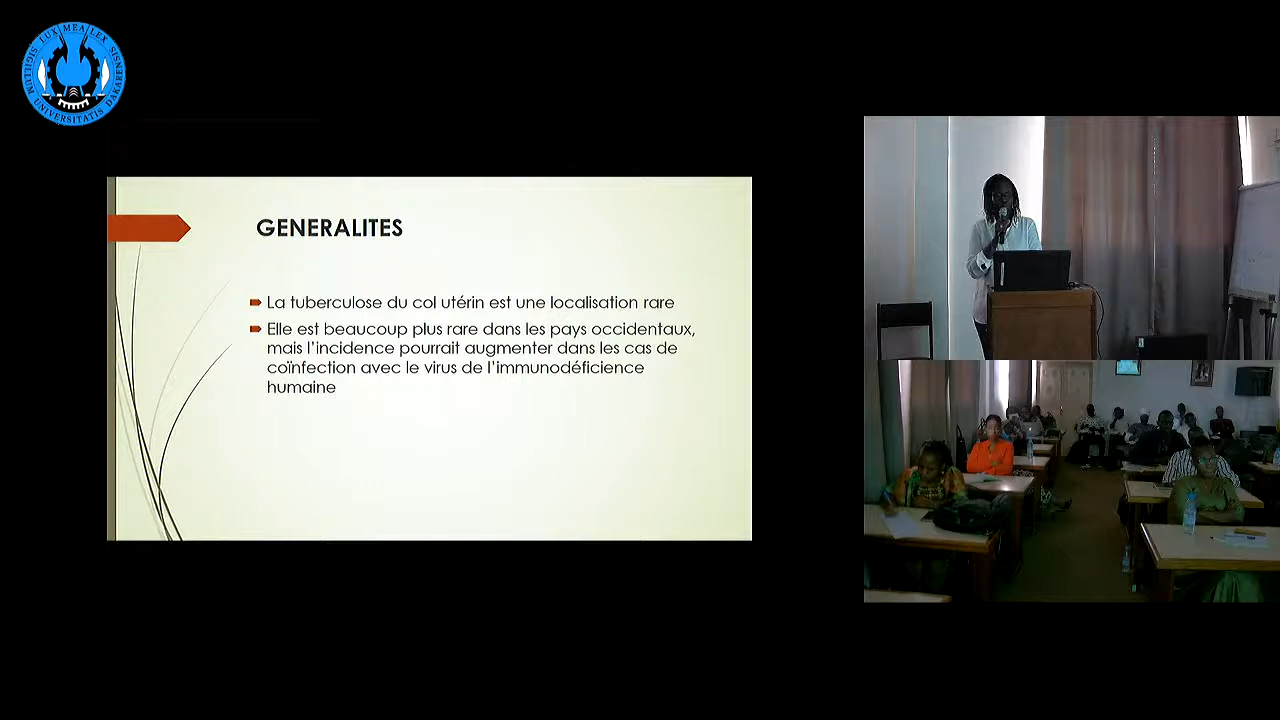 SIGILLUM UNIVERSITATIS DAKARENSIS
LUX MEA LEX
GENERALITES
La tuberculose du col utérin est une localisation rare
Elle est beaucoup plus rare dans les pays occidentaux,
mais l'incidence pourrait augmenter dans les cas de
coïnfection avec le virus de l'immunodéficience
humaine